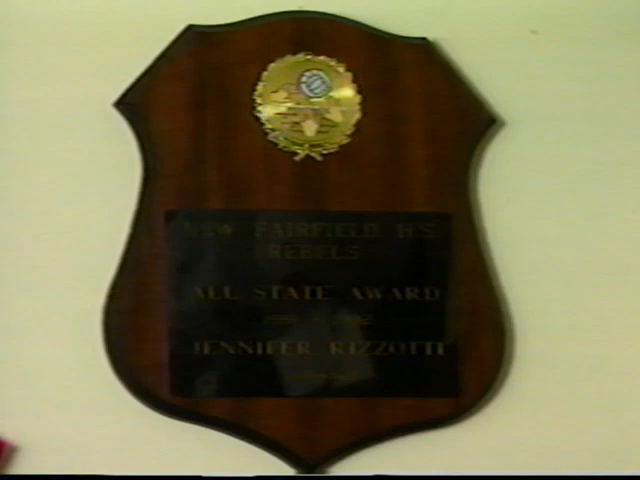 NEW FAIRFIELD H.S.
REBELS
ALL STATE AWARD
JENNIFER RIZZOTTI